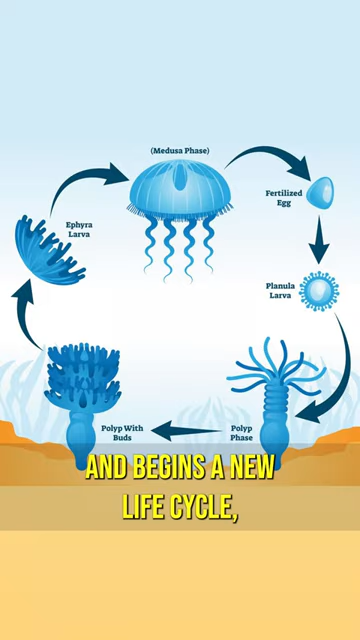 (Medusa Phase)
Fertilized
Egg
Ephyra
Larva
Planula
Larva
Polyp With
Buds
Polyp
Phase
AND BEGINS A NEW
LIFE CYCLE,